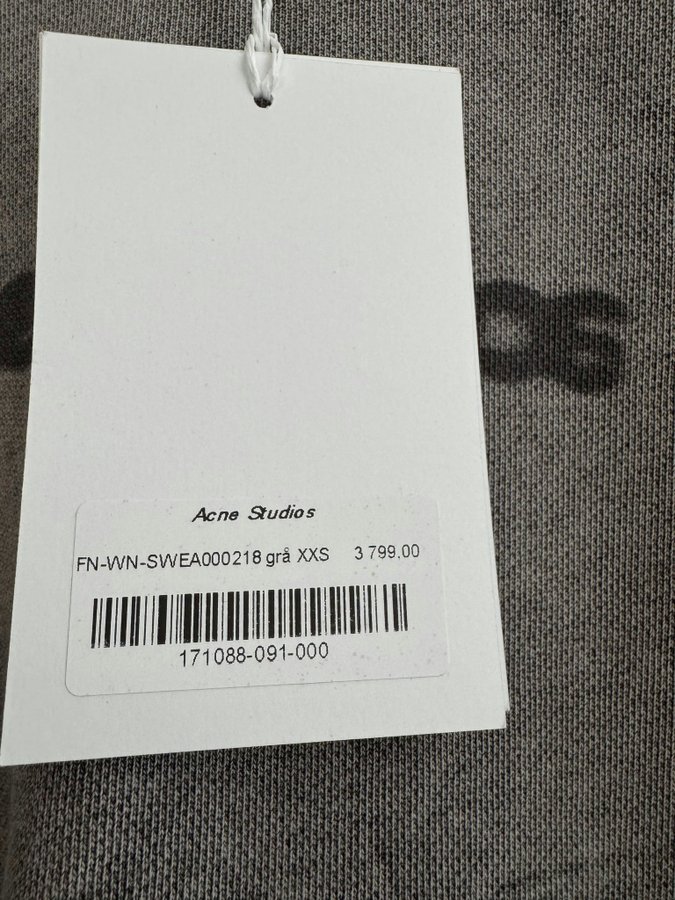 Acne Studios
FN-WN-SWEA000218 grå XXS 3 799,00
171088-091-000